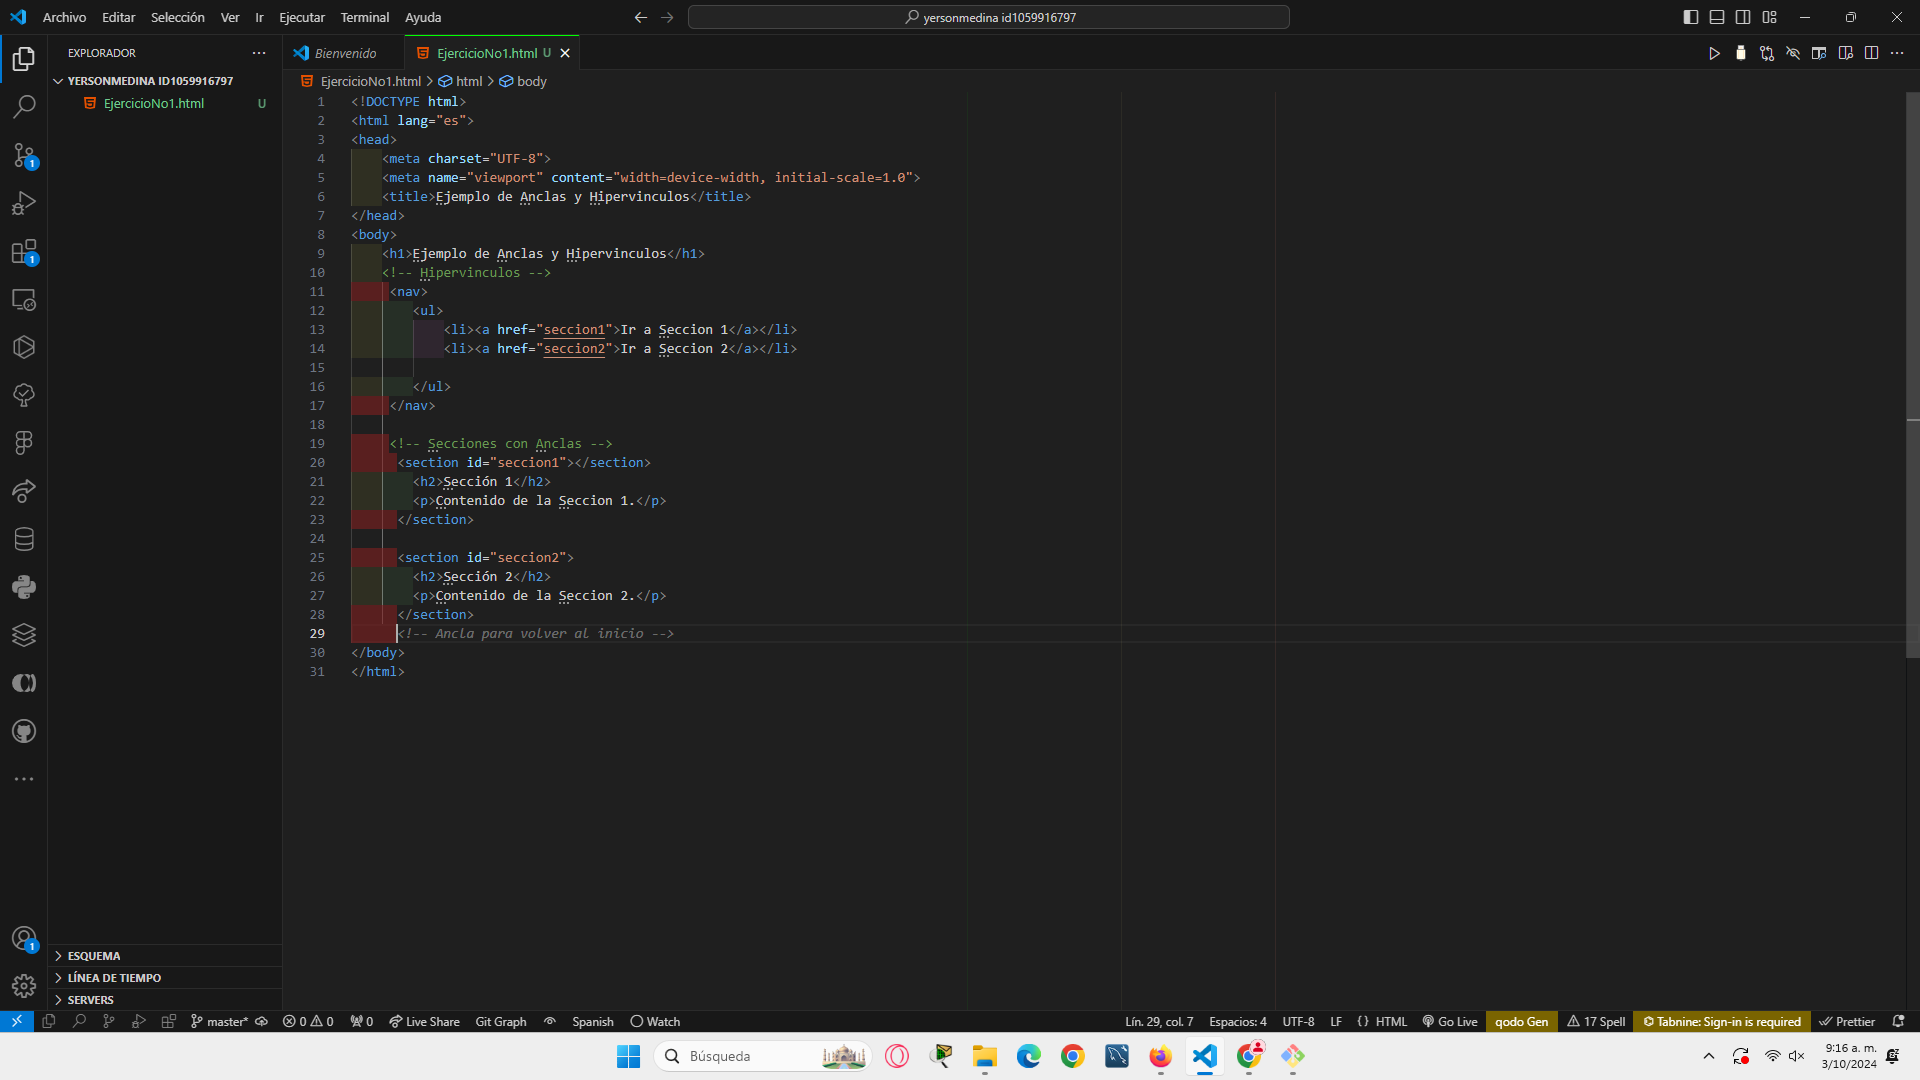 Archivo Editar Selección Ver Ir Ejecutar Terminal Ayuda
yersonmedina id1059916797
EXPLORADOR
YERSONMEDINA ID1059916797
EjercicioNo1.html U
Bienvenido
EjercicioNo1.html U
EjercicioNo1.html > html > body
1 <!DOCTYPE html>
2 <html lang="es">
3 <head>
4 <meta charset="UTF-8">
5 <meta name="viewport" content="width=device-width, initial-scale=1.0">
6 <title>Ejemplo de Anclas y Hipervinculos</title>
7 </head>
8 <body>
9 <h1>Ejemplo de Anclas y Hipervinculos</h1>
10 <!-- Hipervinculos -->
11 <nav>
12 <ul>
13 <li><a href="seccion1">Ir a Seccion 1</a></li>
14 <li><a href="seccion2">Ir a Seccion 2</a></li>
15
16 </ul>
17 </nav>
18
19 <!-- Secciones con Anclas -->
20 <section id="seccion1"></section>
21 <h2>Sección 1</h2>
22 <p>Contenido de la Seccion 1.</p>
23 </section>
24
25 <section id="seccion2">
26 <h2>Sección 2</h2>
27 <p>Contenido de la Seccion 2.</p>
28 </section>
29 <!-- Ancla para volver al inicio -->
30 </body>
31 </html>
1
1
1
ESQUEMA
LÍNEA DE TIEMPO
SERVERS
master* 0 0 0 Live Share Git Graph Spanish Watch
Lín. 29, col. 7 Espacios: 4 UTF-8 LF HTML Go Live qodo Gen 17 Spell Tabnine: Sign-in is required Prettier
Búsqueda
9:16 a. m.
3/10/2024